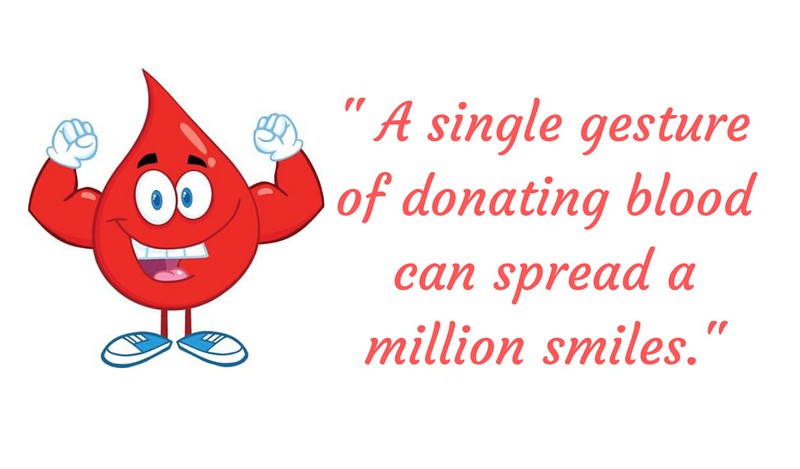 " A single gesture
of donating blood
can spread a
million smiles."